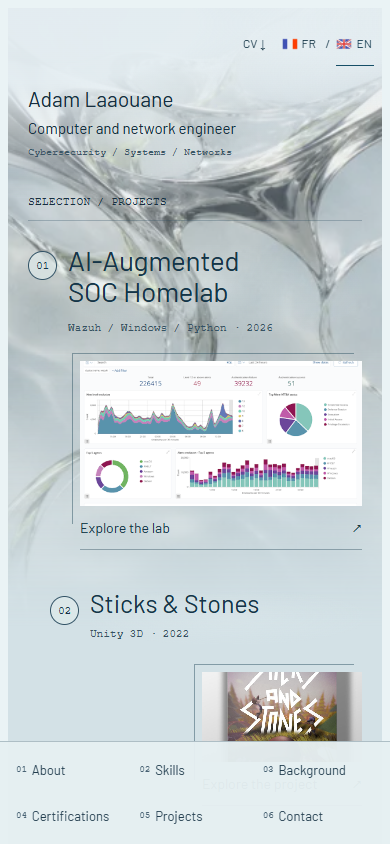 CV ↓ FR / EN
Adam Laaouane
Computer and network engineer
Cybersecurity / Systems / Networks
SELECTION / PROJECTS
01 AI-Augmented
SOC Homelab
Wazuh / Windows / Python · 2026
226415 49 39232 51
Explore the lab ↗
02 Sticks & Stones
Unity 3D · 2022
AND
STONES
Explore the project
01 About 02 Skills 03 Background
04 Certifications 05 Projects 06 Contact